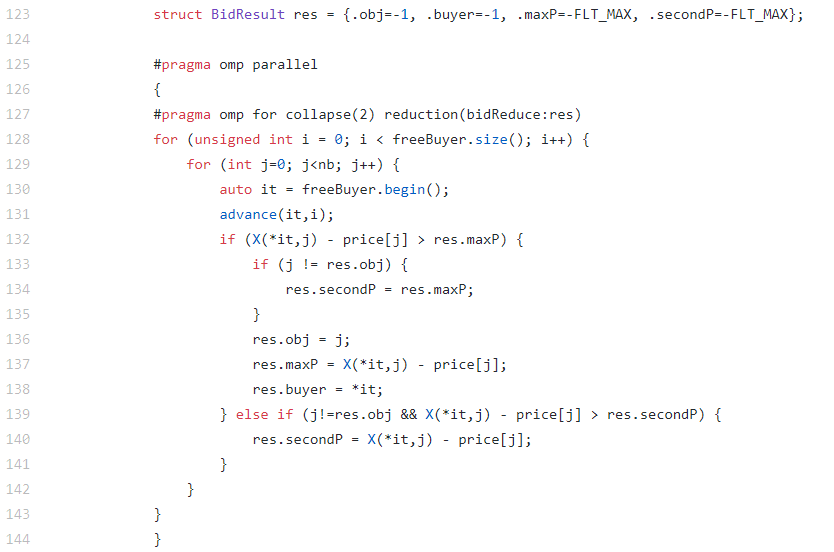 123 struct BidResult res = {.obj=-1, .buyer=-1, .maxP=-FLT_MAX, .secondP=-FLT_MAX};
124
125 #pragma omp parallel
126 {
127 #pragma omp for collapse(2) reduction(bidReduce:res)
128 for (unsigned int i = 0; i < freeBuyer.size(); i++) {
129     for (int j=0; j<nb; j++) {
130         auto it = freeBuyer.begin();
131         advance(it,i);
132         if (X(*it,j) - price[j] > res.maxP) {
133             if (j != res.obj) {
134                 res.secondP = res.maxP;
135             }
136             res.obj = j;
137             res.maxP = X(*it,j) - price[j];
138             res.buyer = *it;
139         } else if (j!=res.obj && X(*it,j) - price[j] > res.secondP) {
140             res.secondP = X(*it,j) - price[j];
141         }
142     }
143 }
144 }